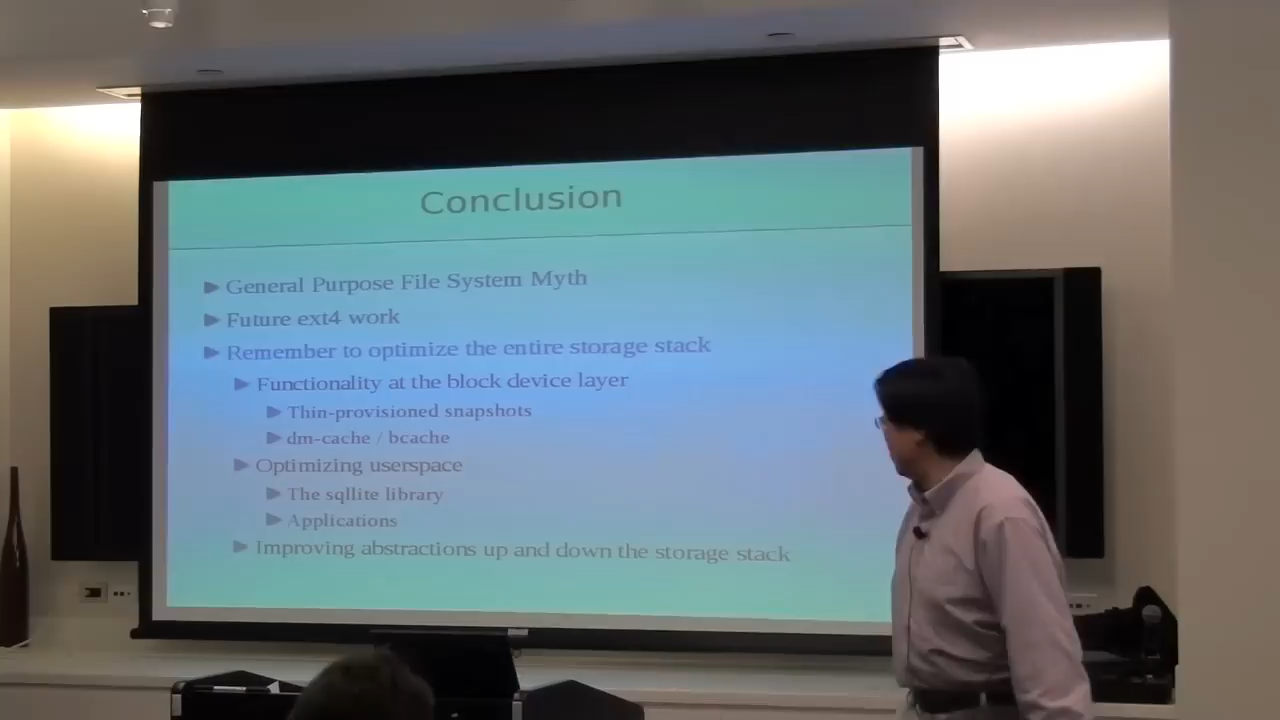 Conclusion
General Purpose File System Myth
Future ext4 work
Remember to optimize the entire storage stack
Functionality at the block device layer
Thin-provisioned snapshots
dm-cache / bcache
Optimizing userspace
The sqllite library
Applications
Improving abstractions up and down the storage stack